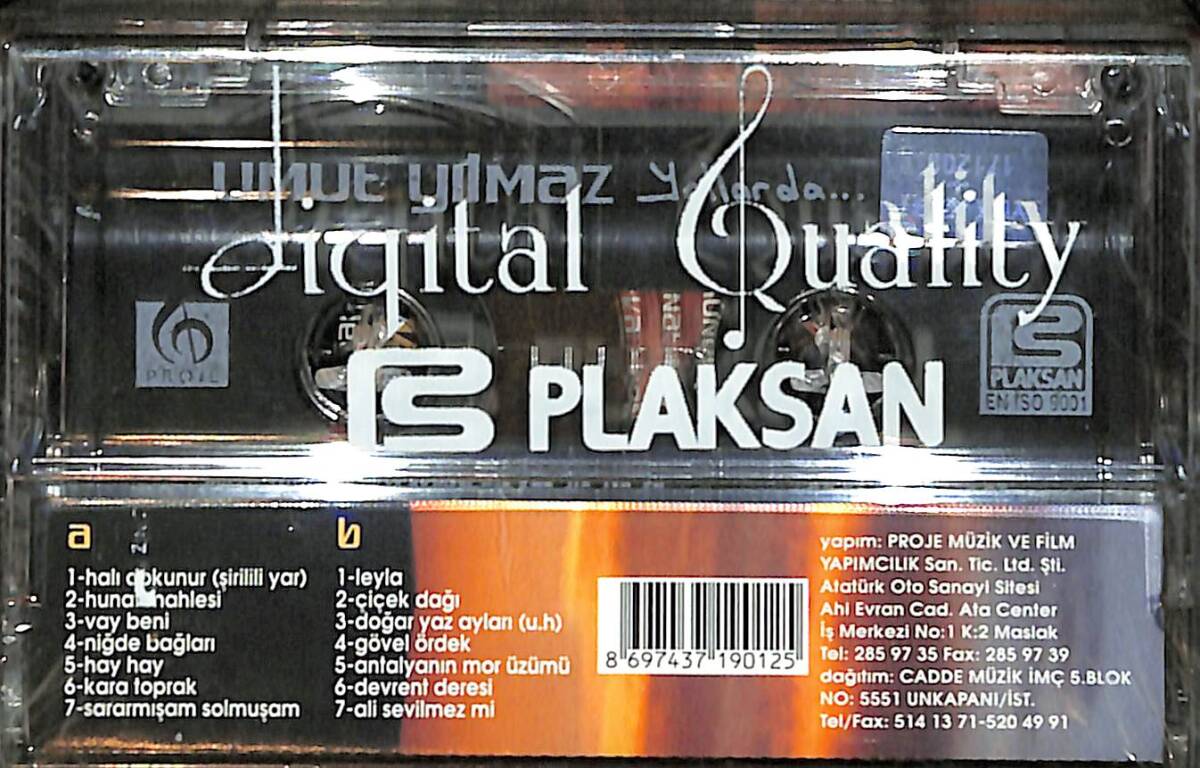 umut yılmaz Yollarda...
Digital Quality
PROJE
PLAKSAN
PLAKSAN
EN ISO 9001
a
1-halı dokunur (şirilili yar)
2-hunat mahlesi
3-vay beni
4-niğde bağları
5-hay hay
6-kara toprak
7-sararmışam solmuşam
b
1-leyla
2-çiçek dağı
3-doğar yaz ayları (u.h)
4-gövel ördek
5-antalyanın mor üzümü
6-devrent deresi
7-ali sevilmez mi
8 697437 190125
yapım: PROJE MÜZİK VE FİLM
YAPIMCILIK San. Tic. Ltd. Şti.
Atatürk Oto Sanayi Sitesi
Ahi Evran Cad. Ata Center
İş Merkezi No:1 K:2 Maslak
Tel: 285 97 35 Fax: 285 97 39
dağıtım: CADDE MÜZİK İMÇ 5.BLOK
NO: 5551 UNKAPANI/İST.
Tel/Fax: 514 13 71-520 49 91